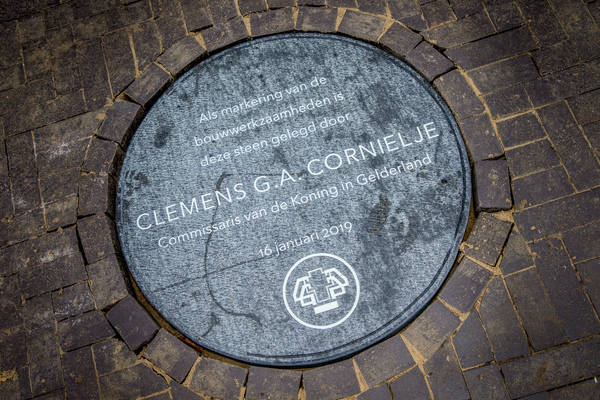 Als markering van de
bouwwerkzaamheden is
deze steen gelegd door
CLEMENS G.A. CORNIELJE
Commissaris van de Koning in Gelderland
16 januari 2019